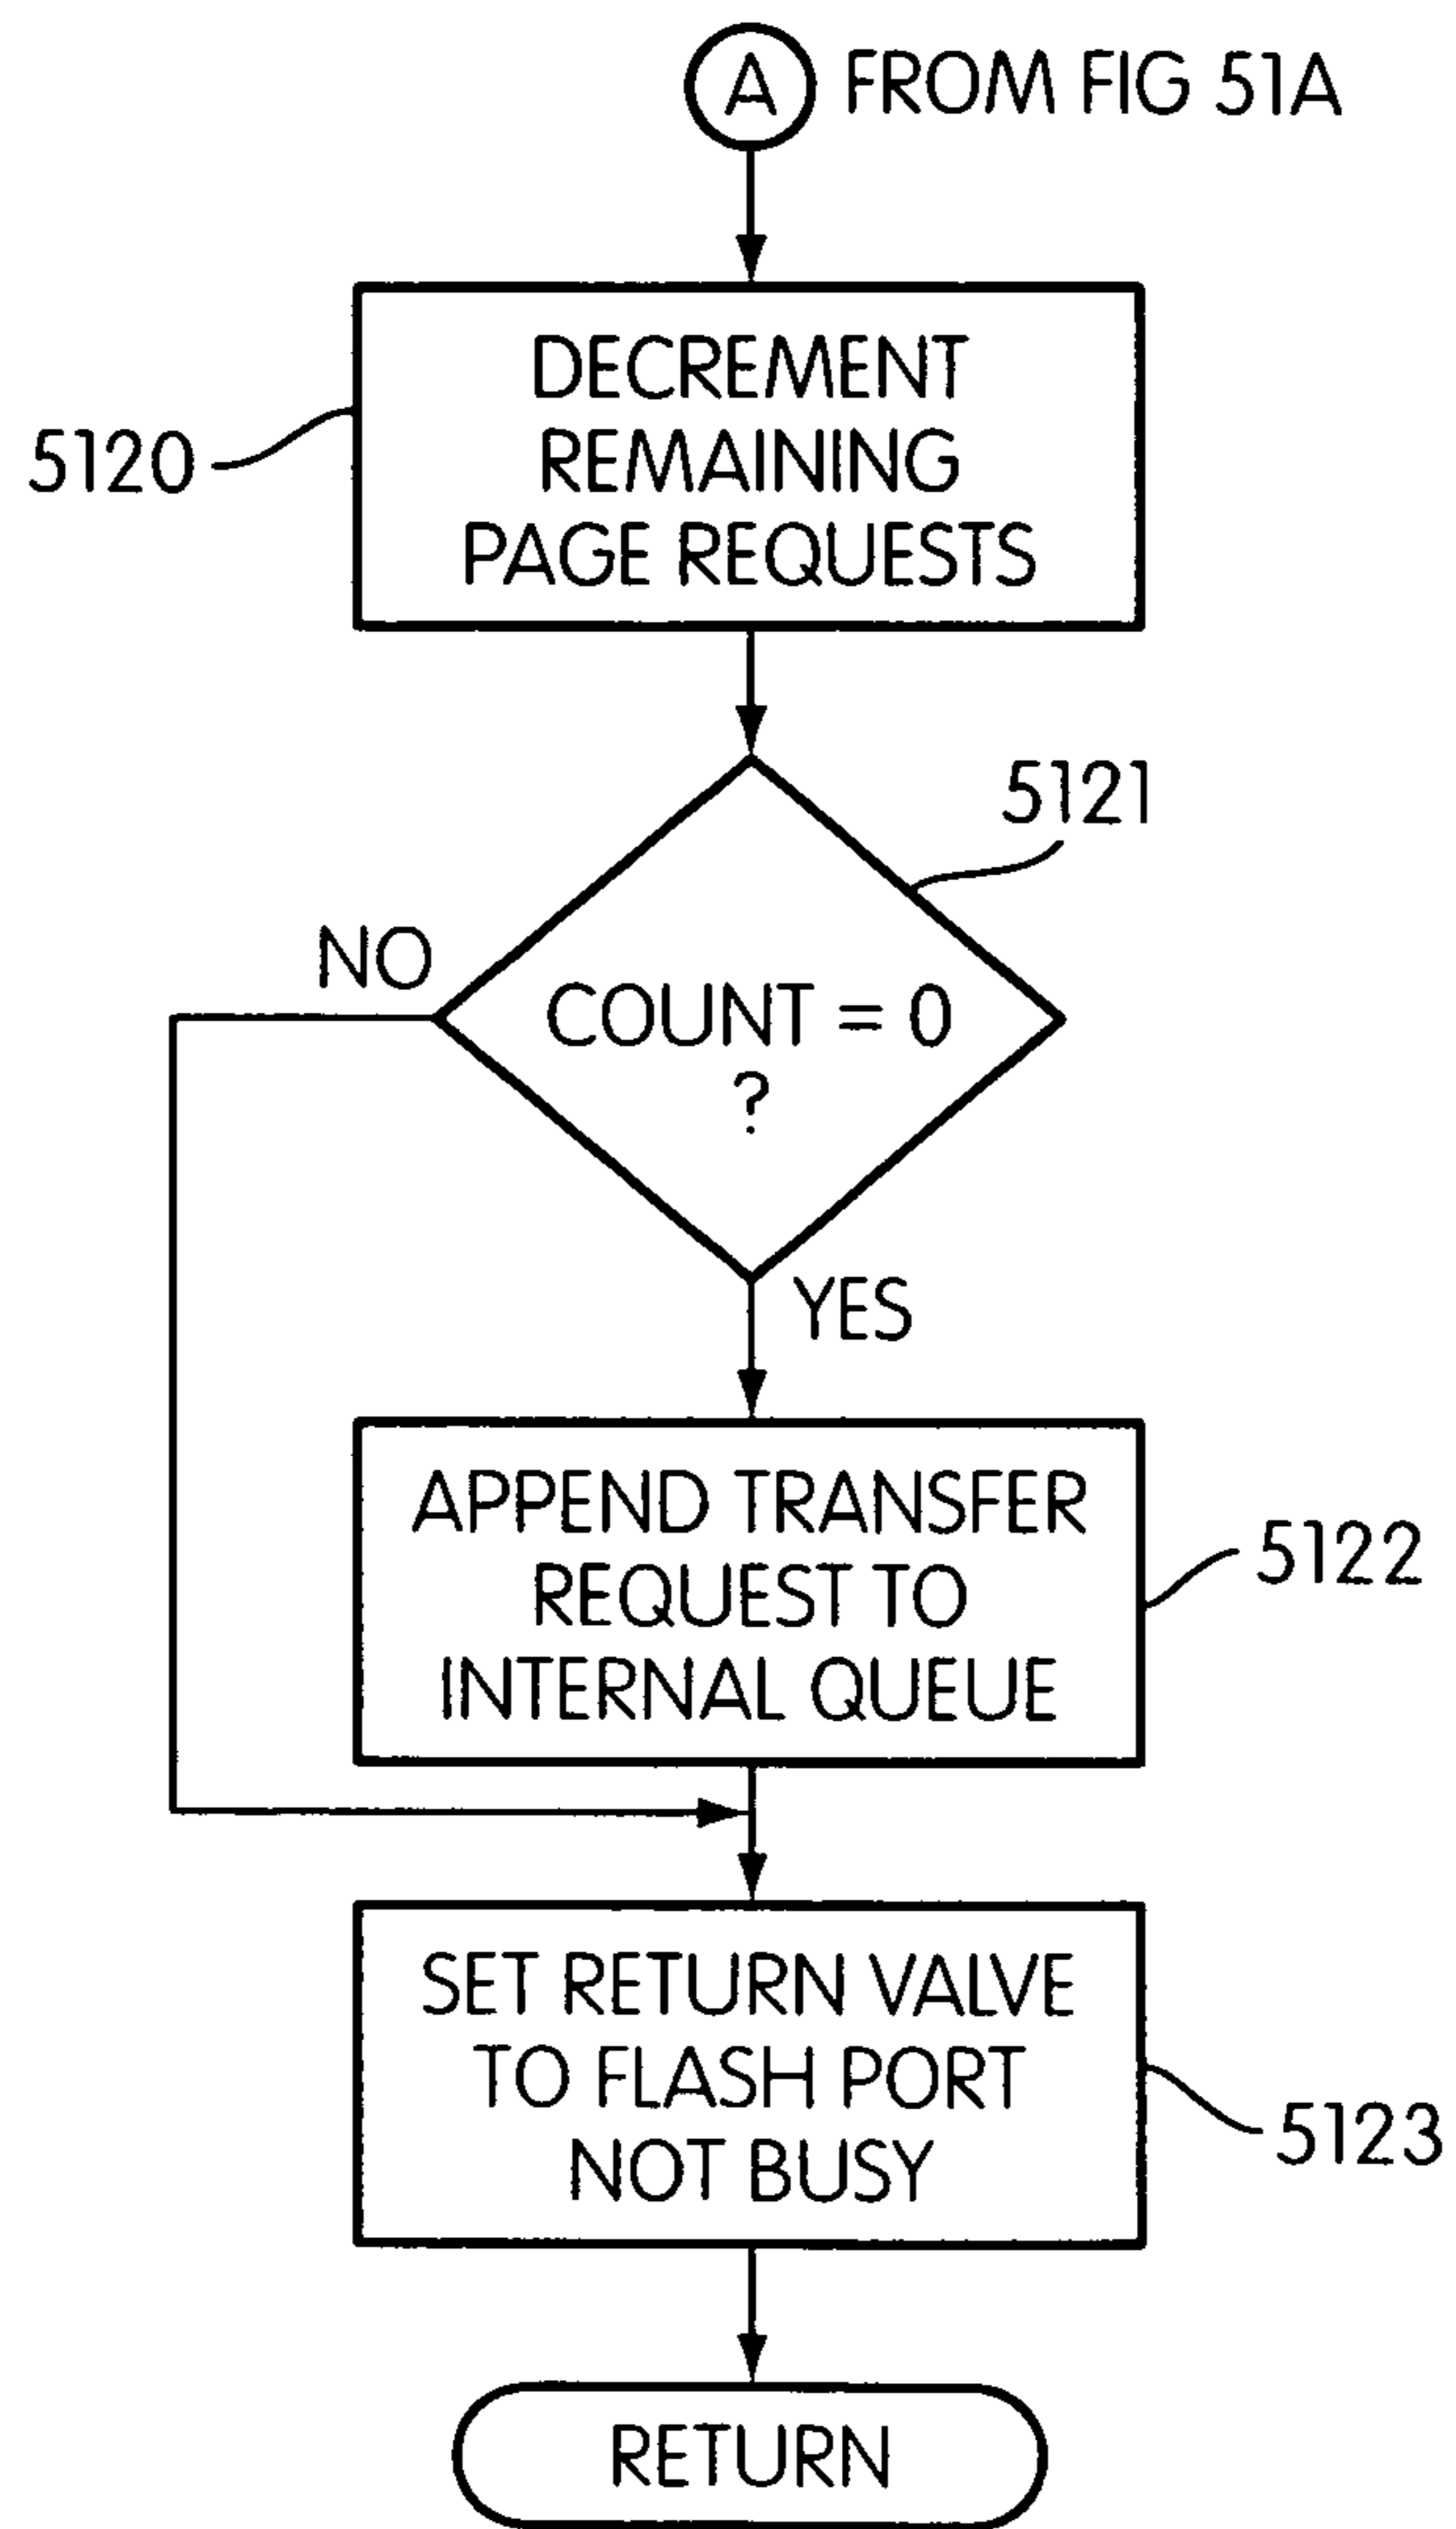 A FROM FIG 51A
DECREMENT
REMAINING
PAGE REQUESTS
5120
5121
NO
COUNT = 0
?
YES
APPEND TRANSFER
REQUEST TO
INTERNAL QUEUE
5122
SET RETURN VALVE
TO FLASH PORT
NOT BUSY
5123
RETURN